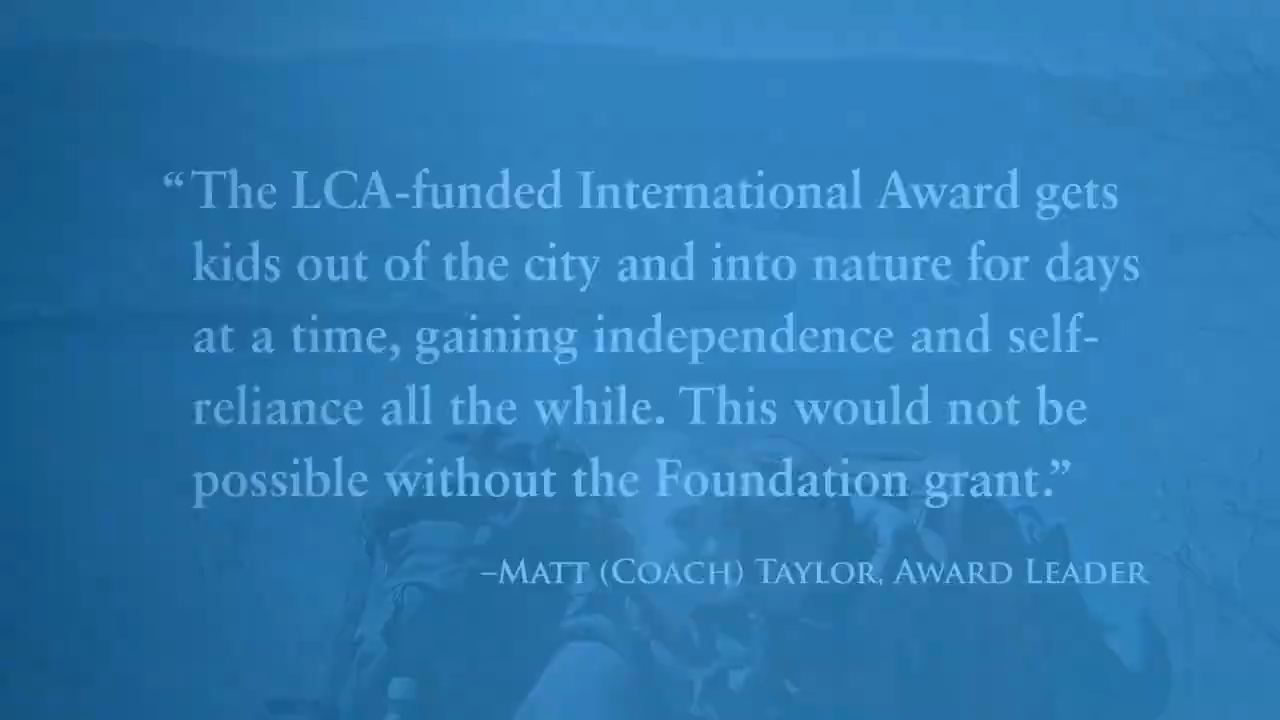 “The LCA-funded International Award gets
kids out of the city and into nature for days
at a time, gaining independence and self-
reliance all the while. This would not be
possible without the Foundation grant.”
–Matt (Coach) Taylor, Award Leader